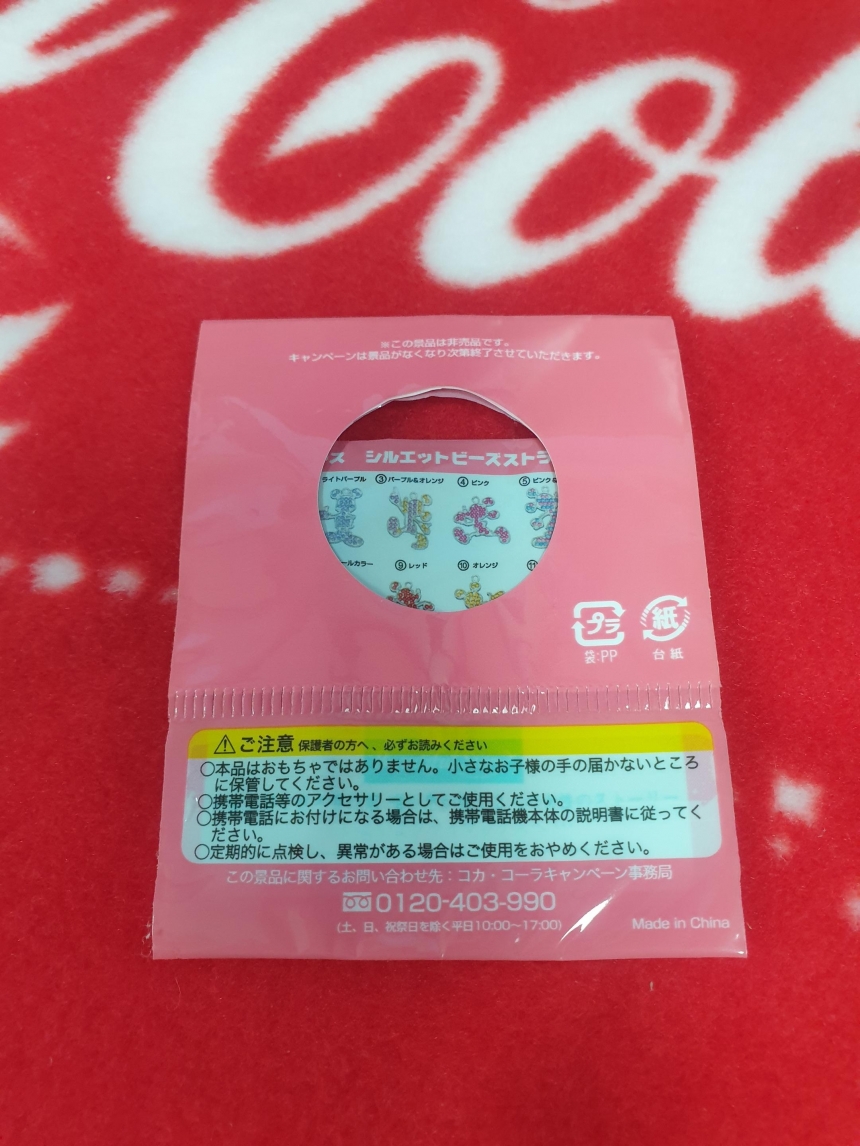 ※この景品は非売品です。
キャンペーンは景品がなくなり次第終了させていただきます。
ス シルエットビーズストラ
ライトパープル ③パープル&オレンジ ④ピンク ⑤ピンク&
ールカラー ⑨レッド ⑩オレンジ ⑪
プラ 紙
袋:PP 台紙
ご注意 保護者の方へ、必ずお読みください
○本品はおもちゃではありません。小さなお子様の手の届かないところ
に保管してください。
○携帯電話等のアクセサリーとしてご使用ください。
○携帯電話にお付けになる場合は、携帯電話機本体の説明書に従ってく
ださい。
○定期的に点検し、異常がある場合はご使用をおやめください。
この景品に関するお問い合わせ先:コカ・コーラキャンペーン事務局
0120-403-990
(土、日、祝祭日を除く平日10:00〜17:00)
Made in China